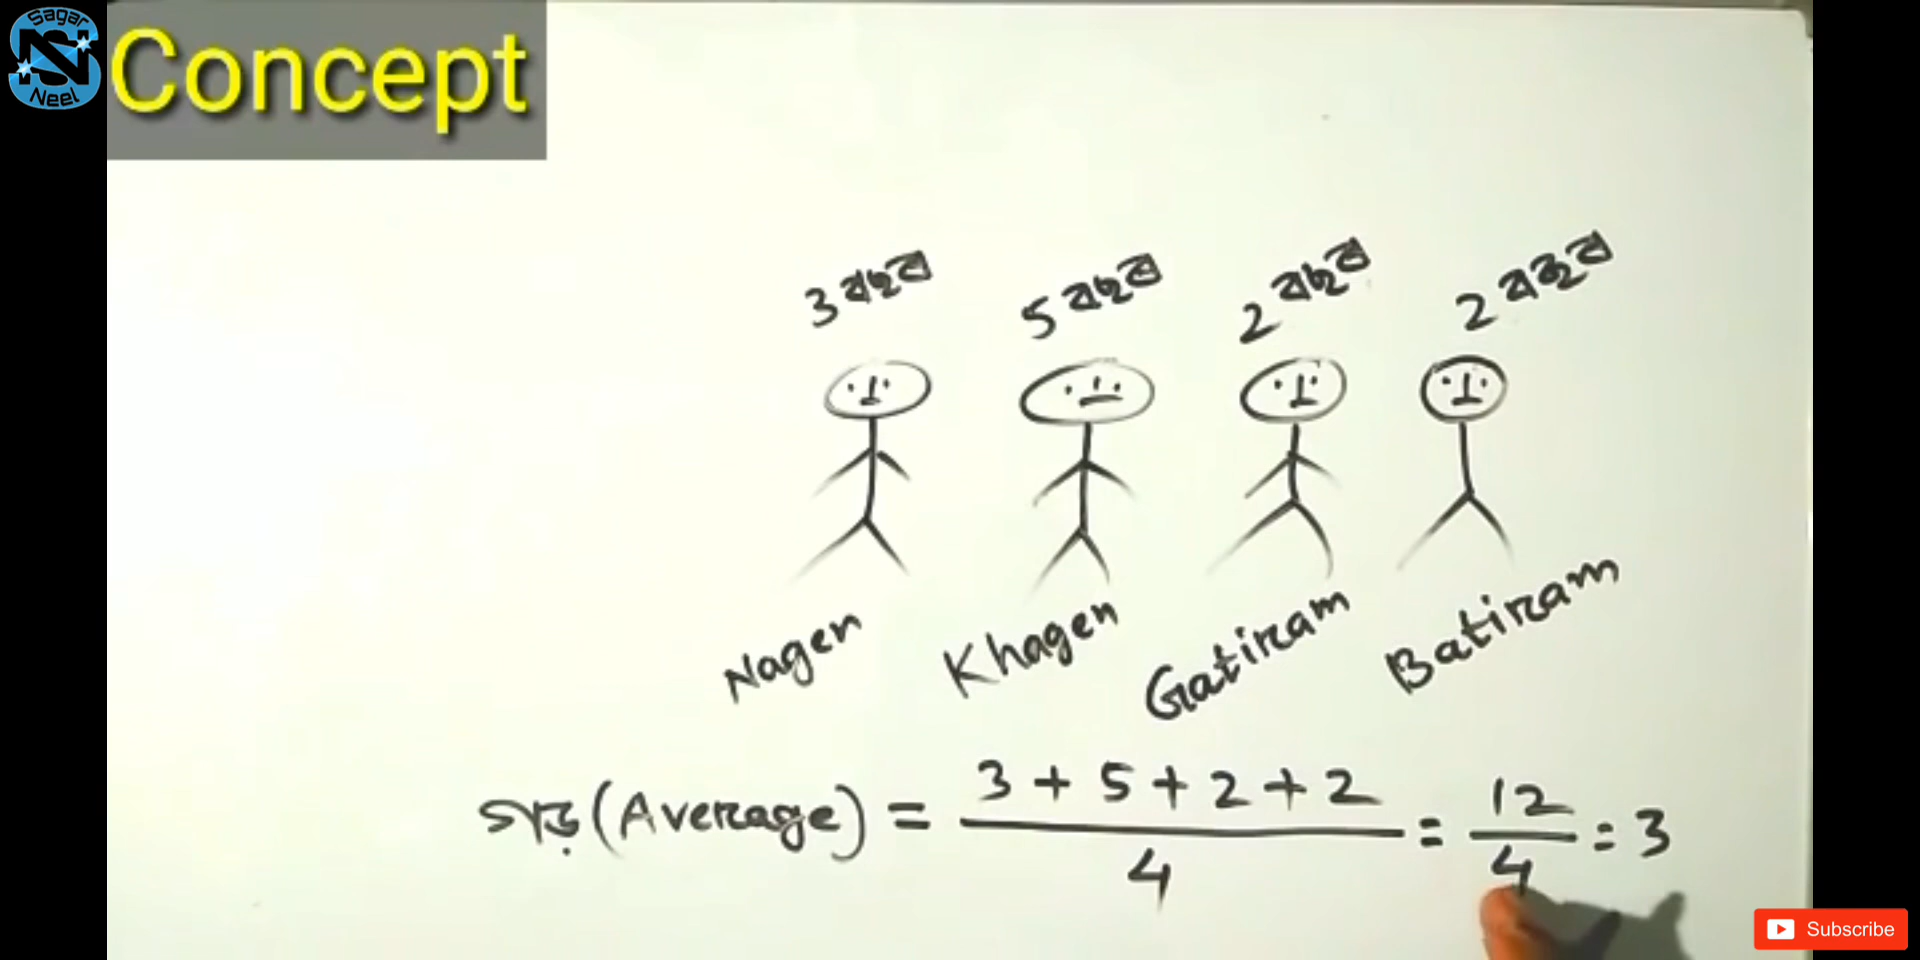 Sagar
Neel
Concept
3 বছৰ 5 বছৰ 2 বছৰ 2 বছৰ
Nagen Khagen Gatiram Batiram
গড় (Average) = 3 + 5 + 2 + 2 / 4 = 12 / 4 = 3
Subscribe